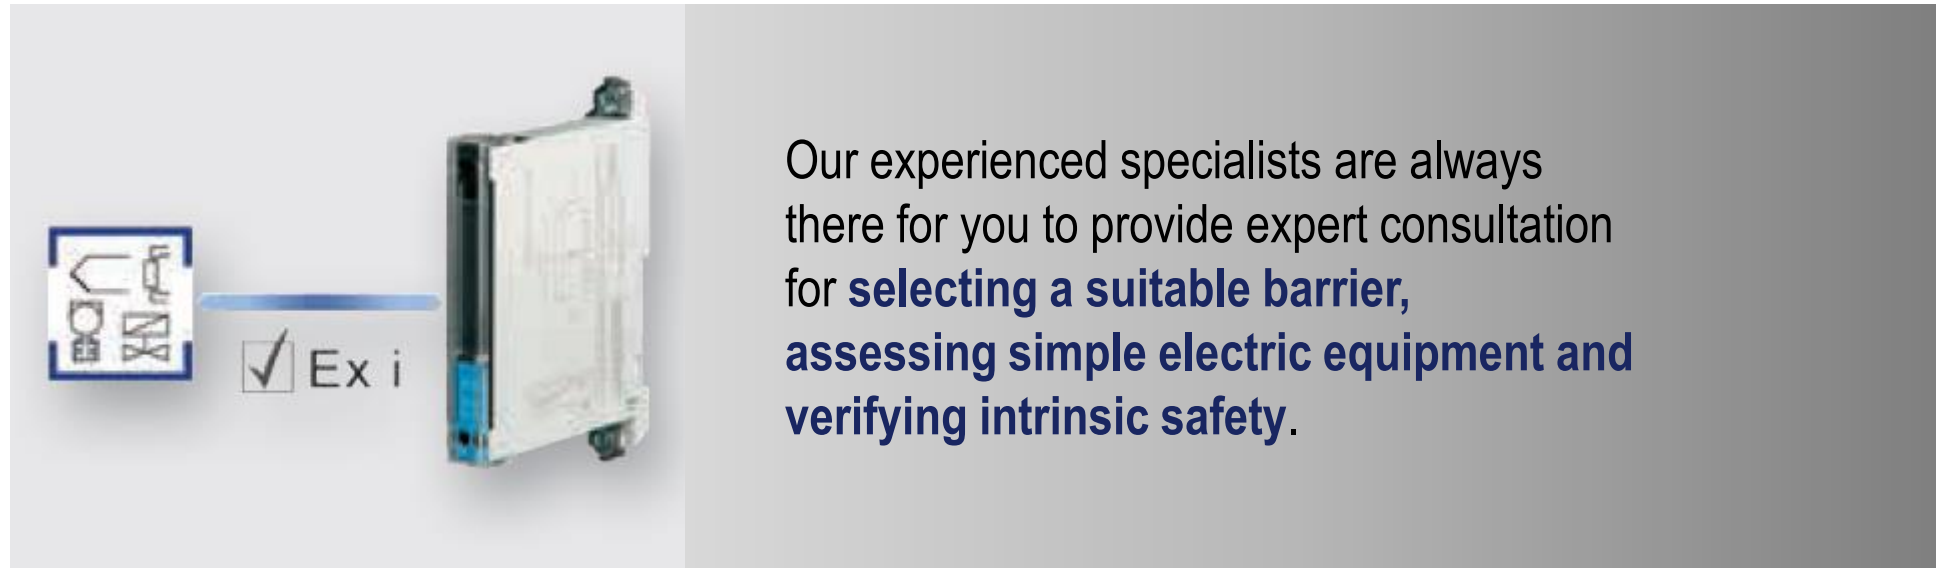 Ex i
Our experienced specialists are always
there for you to provide expert consultation
for selecting a suitable barrier,
assessing simple electric equipment and
verifying intrinsic safety.